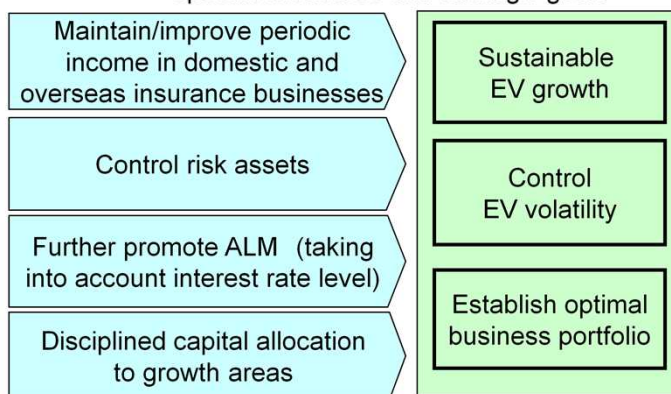 Maintain/improve periodic
income in domestic and
overseas insurance businesses
Control risk assets
Further promote ALM (taking
into account interest rate level)
Disciplined capital allocation
to growth areas
Sustainable
EV growth
Control
EV volatility
Establish optimal
business portfolio